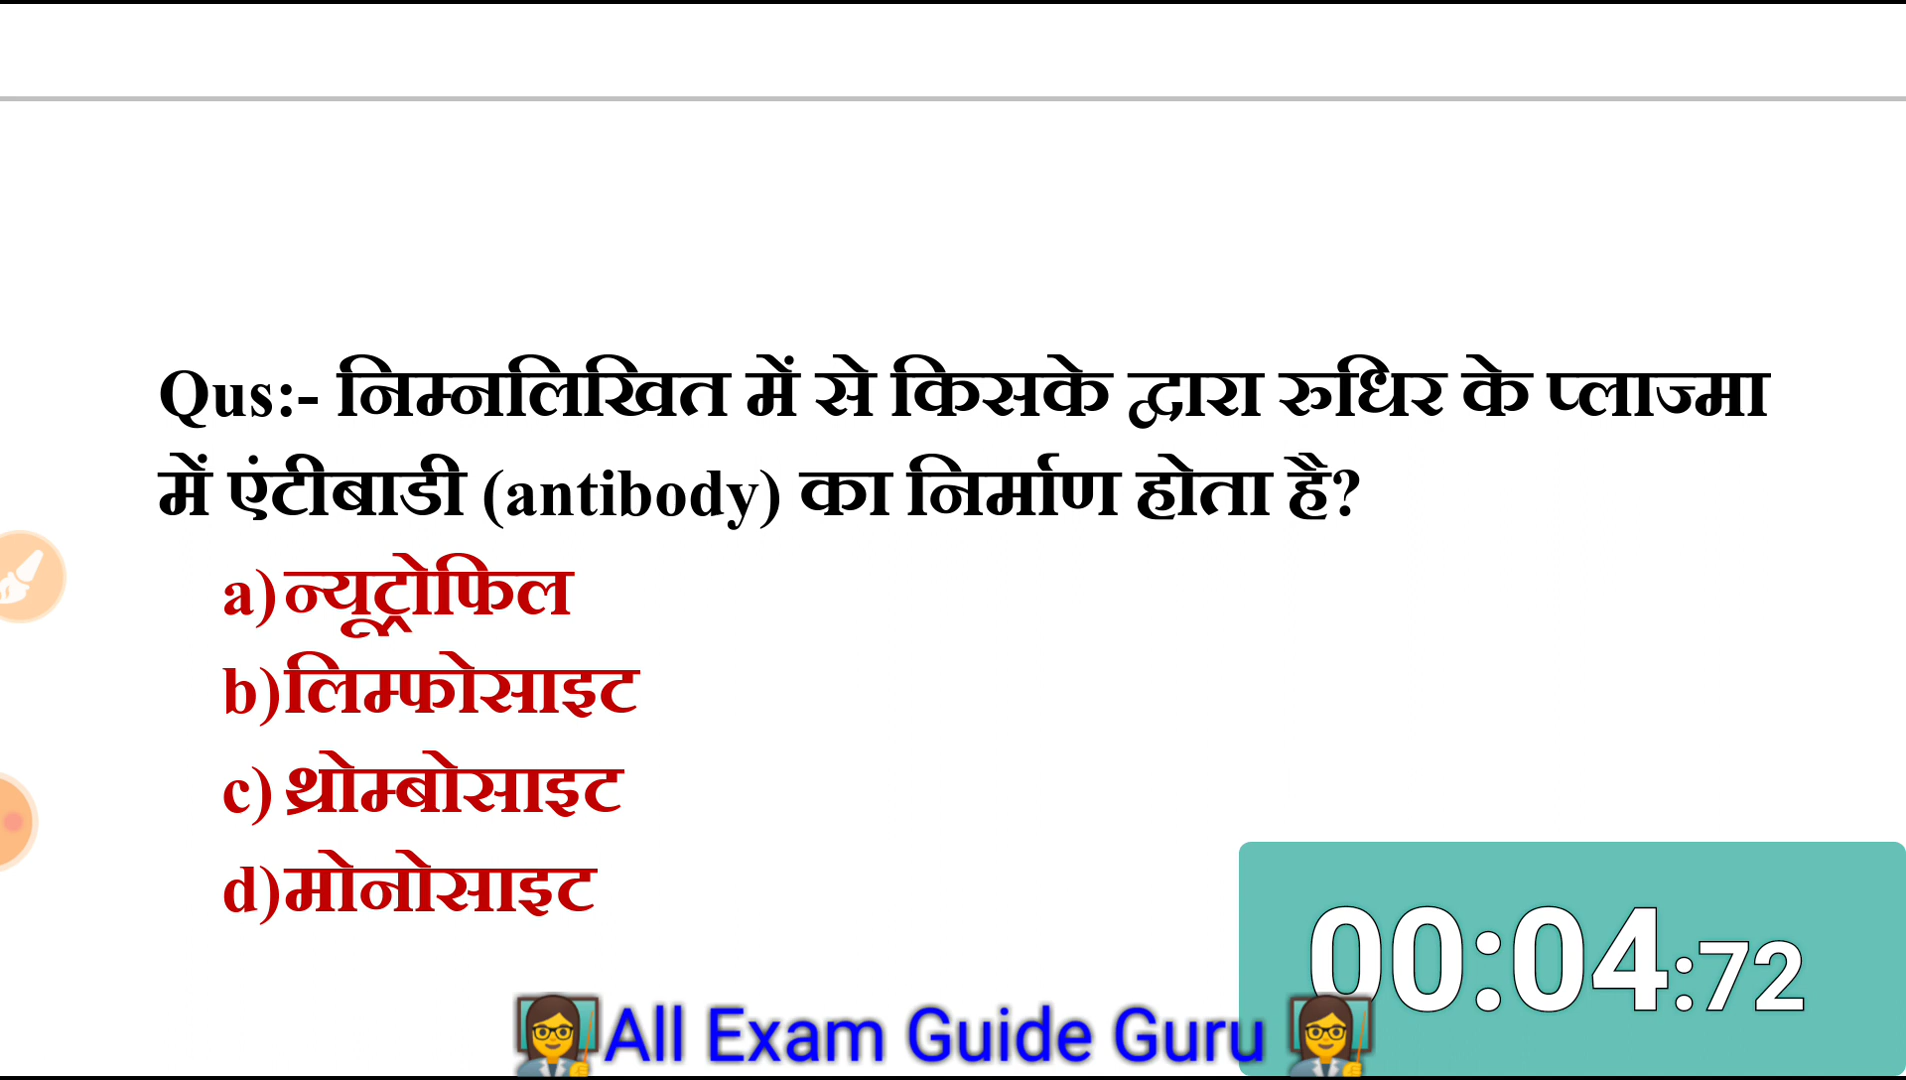 Qus:- निम्नलिखित में से किसके द्वारा रुधिर के प्लाज्मा
में एंटीबाडी (antibody) का निर्माण होता है?
a) न्यूट्रोफिल
b) लिम्फोसाइट
c) थ्रोम्बोसाइट
d) मोनोसाइट
00:04:72
All Exam Guide Guru